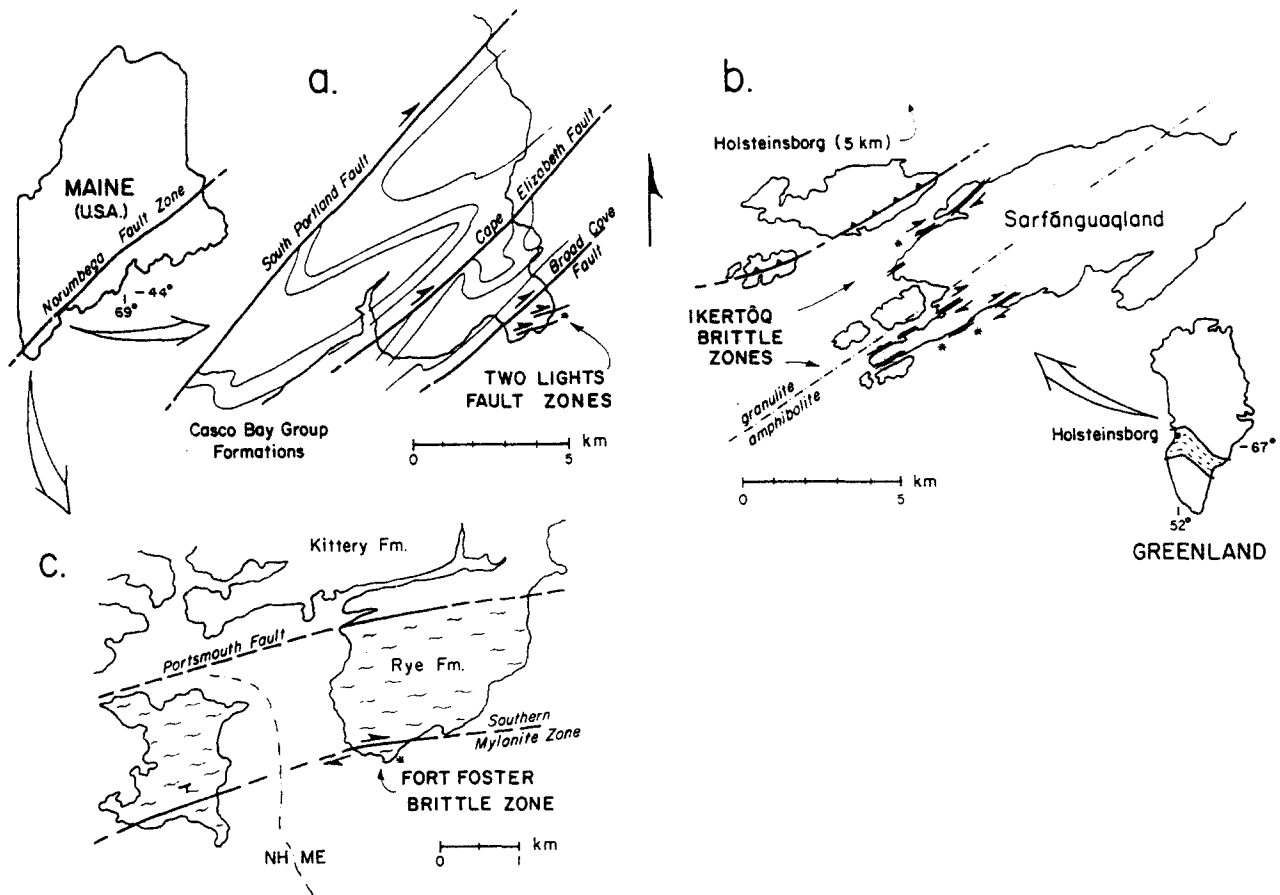 a.
MAINE
(U.S.A.)
Norumbega Fault Zone
44°
69°
South Portland Fault
Cape Elizabeth Fault
Broad Cove
Fault
*
TWO LIGHTS
FAULT ZONES
Casco Bay Group
Formations
0 5 km
b.
Holsteinsborg (5 km)
Sarfánguaqland
*
IKERTÔQ
BRITTLE
ZONES
* *
granulite
amphibolite
0 5 km
Holsteinsborg
67°
52°
GREENLAND
c.
Kittery Fm.
Portsmouth Fault
Rye Fm.
Southern
Mylonite Zone
*
FORT FOSTER
BRITTLE ZONE
NH ME
0 1 km